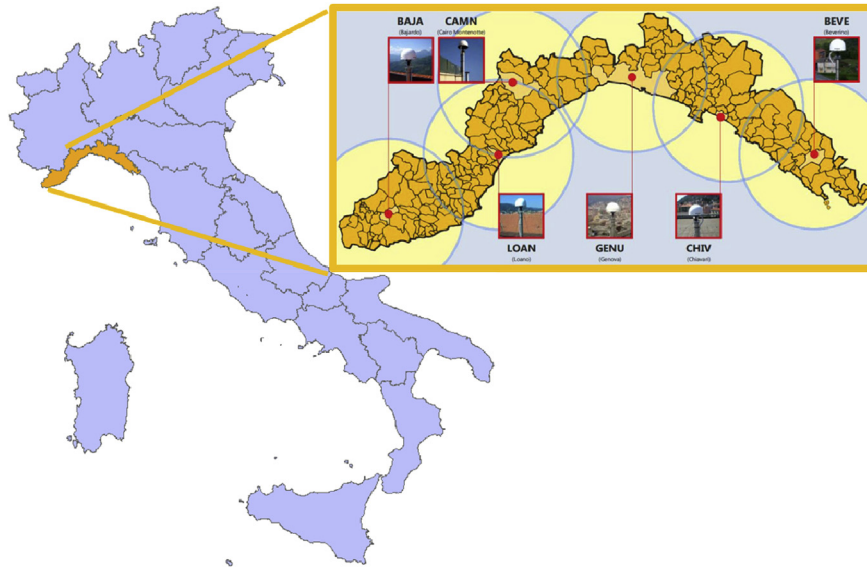 BAJA
(Bajardo)
CAMN
(Cairo Montenotte)
BEVE
(Beverino)
LOAN
(Loano)
GENU
(Genova)
CHIV
(Chiavari)